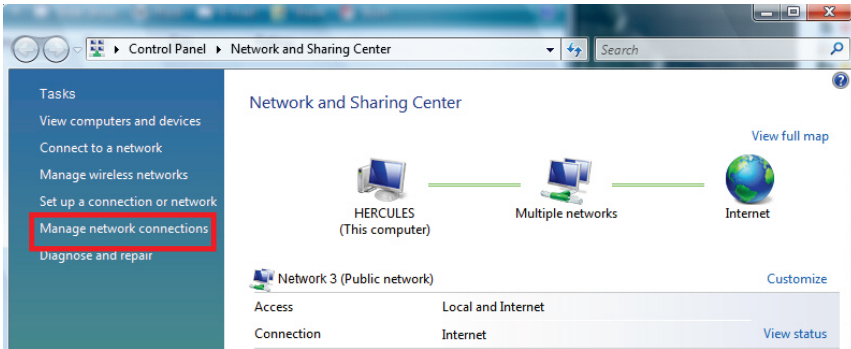 Control Panel ▸ Network and Sharing Center
Search
Tasks
View computers and devices
Connect to a network
Manage wireless networks
Set up a connection or network
Manage network connections
Diagnose and repair
Network and Sharing Center
View full map
HERCULES
(This computer)
Multiple networks
Internet
Network 3 (Public network)
Customize
Access Local and Internet
Connection Internet View status